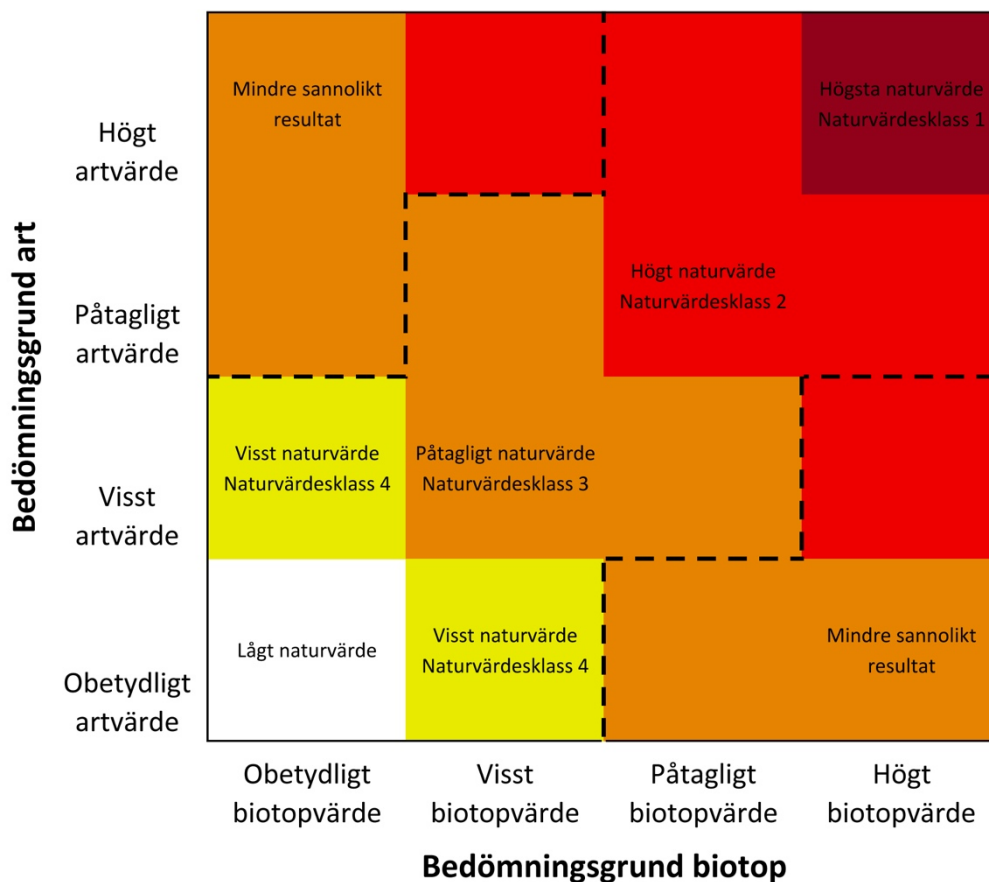 Mindre sannolikt
resultat
Högsta naturvärde
Naturvärdesklass 1
Högt
artvärde
Högt naturvärde
Naturvärdesklass 2
Påtagligt
artvärde
Bedömningsgrund art
Visst naturvärde
Naturvärdesklass 4
Påtagligt naturvärde
Naturvärdesklass 3
Visst
artvärde
Lågt naturvärde
Visst naturvärde
Naturvärdesklass 4
Mindre sannolikt
resultat
Obetydligt
artvärde
Obetydligt
biotopvärde
Visst
biotopvärde
Påtagligt
biotopvärde
Högt
biotopvärde
Bedömningsgrund biotop